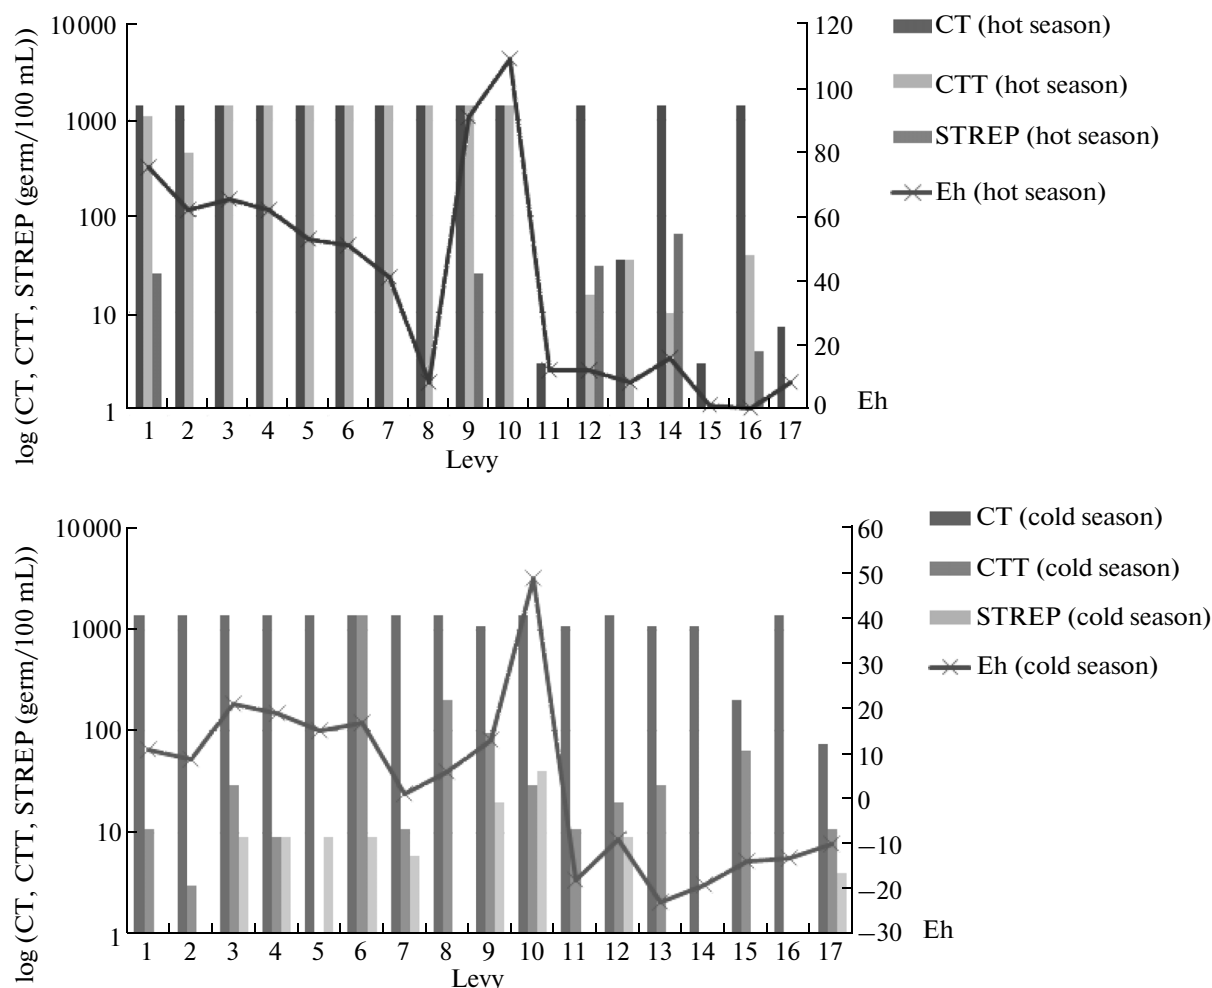 log (CT, CTT, STREP (germ/100 mL))
10000
1000
100
10
1
120
100
80
60
40
20
0
Eh
1 2 3 4 5 6 7 8 9 10 11 12 13 14 15 16 17
Levy
CT (hot season)
CTT (hot season)
STREP (hot season)
Eh (hot season)
log (CT, CTT, STREP (germ/100 mL))
10000
1000
100
10
1
60
50
40
30
20
10
0
−10
−20
−30
Eh
1 2 3 4 5 6 7 8 9 10 11 12 13 14 15 16 17
Levy
CT (cold season)
CTT (cold season)
STREP (cold season)
Eh (cold season)